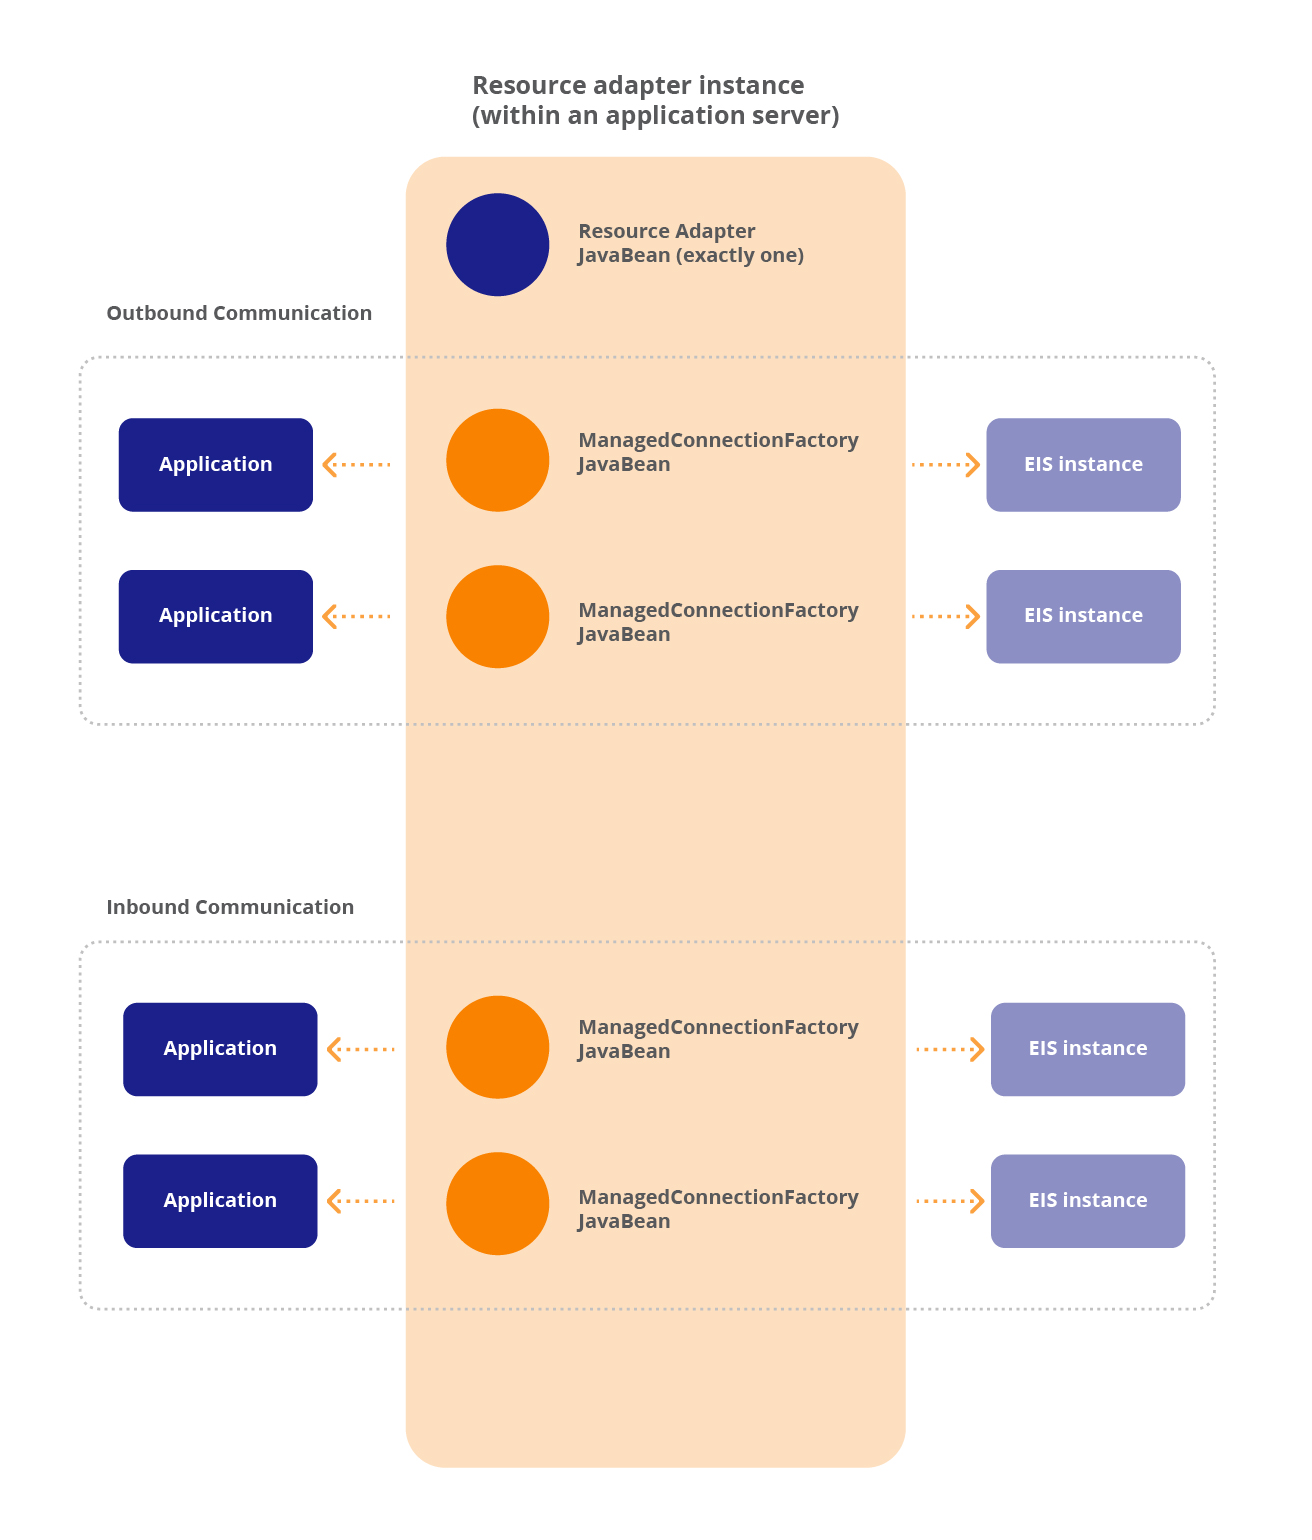 Resource adapter instance
(within an application server)
Resource Adapter
JavaBean (exactly one)
Outbound Communication
Application
ManagedConnectionFactory
JavaBean
EIS instance
Application
ManagedConnectionFactory
JavaBean
EIS instance
Inbound Communication
Application
ManagedConnectionFactory
JavaBean
EIS instance
Application
ManagedConnectionFactory
JavaBean
EIS instance